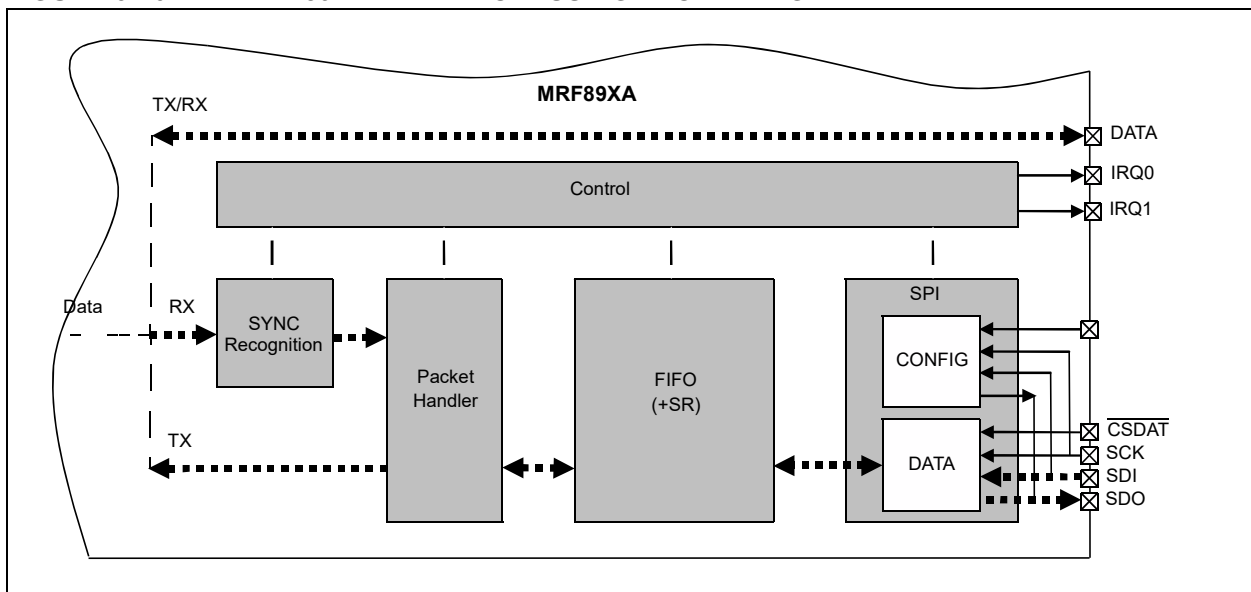 MRF89XA
TX/RX
DATA
Control
IRQ0
IRQ1
Data
RX
SYNC
Recognition
Packet
Handler
FIFO
(+SR)
SPI
CONFIG
TX
DATA
CSDAT
SCK
SDI
SDO